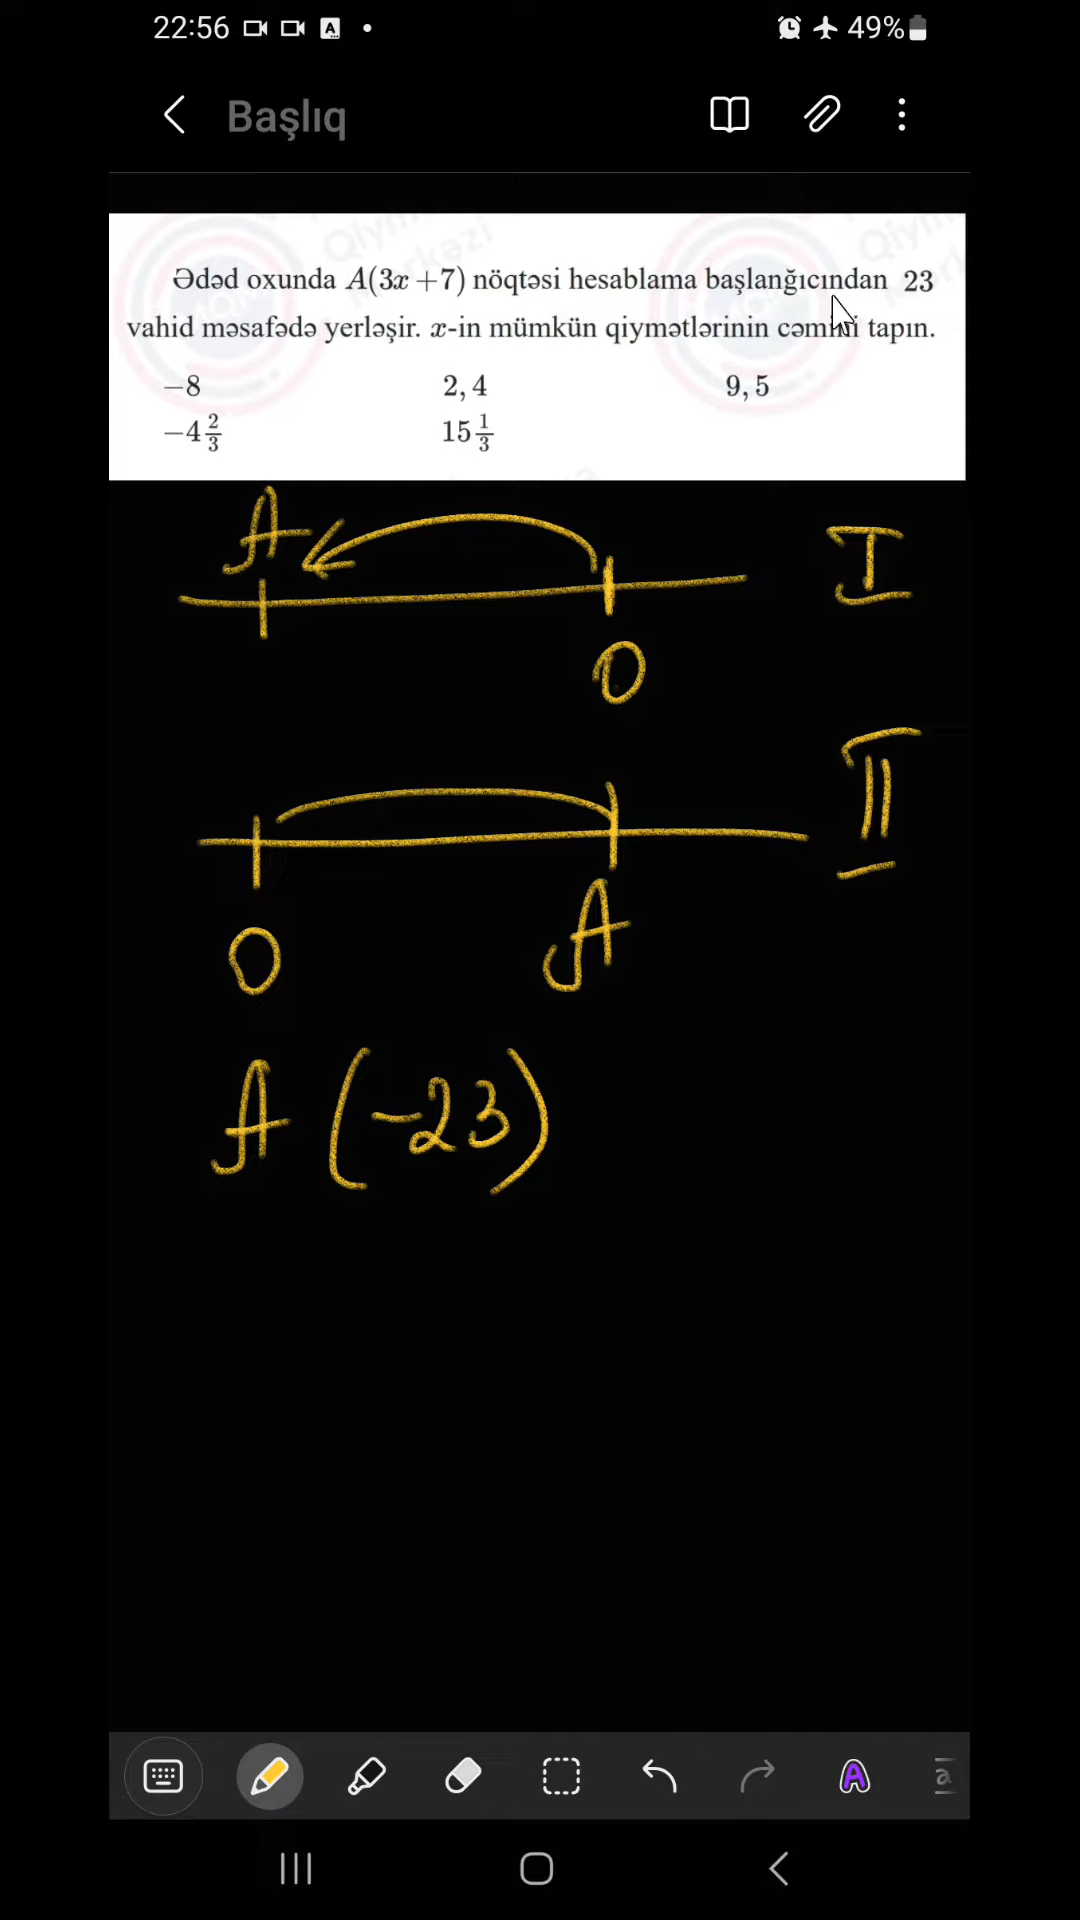 22:56 49%
Başlıq
Ədəd oxunda A(3x+7) nöqtəsi hesablama başlanğıcından 23
vahid məsafədə yerləşir. x-in mümkün qiymətlərinin cəmini tapın.
−8 2,4 9,5
−4 2/3 15 1/3
A I
0
II
0 A
A (-23)